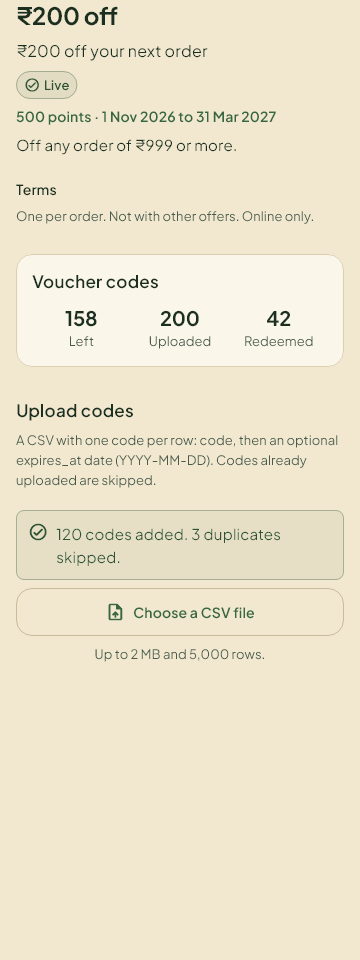 ₹200 off
₹200 off your next order
Live
500 points · 1 Nov 2026 to 31 Mar 2027
Off any order of ₹999 or more.
Terms
One per order. Not with other offers. Online only.
Voucher codes
158 200 42
Left Uploaded Redeemed
Upload codes
A CSV with one code per row: code, then an optional
expires_at date (YYYY-MM-DD). Codes already
uploaded are skipped.
120 codes added. 3 duplicates
skipped.
Choose a CSV file
Up to 2 MB and 5,000 rows.